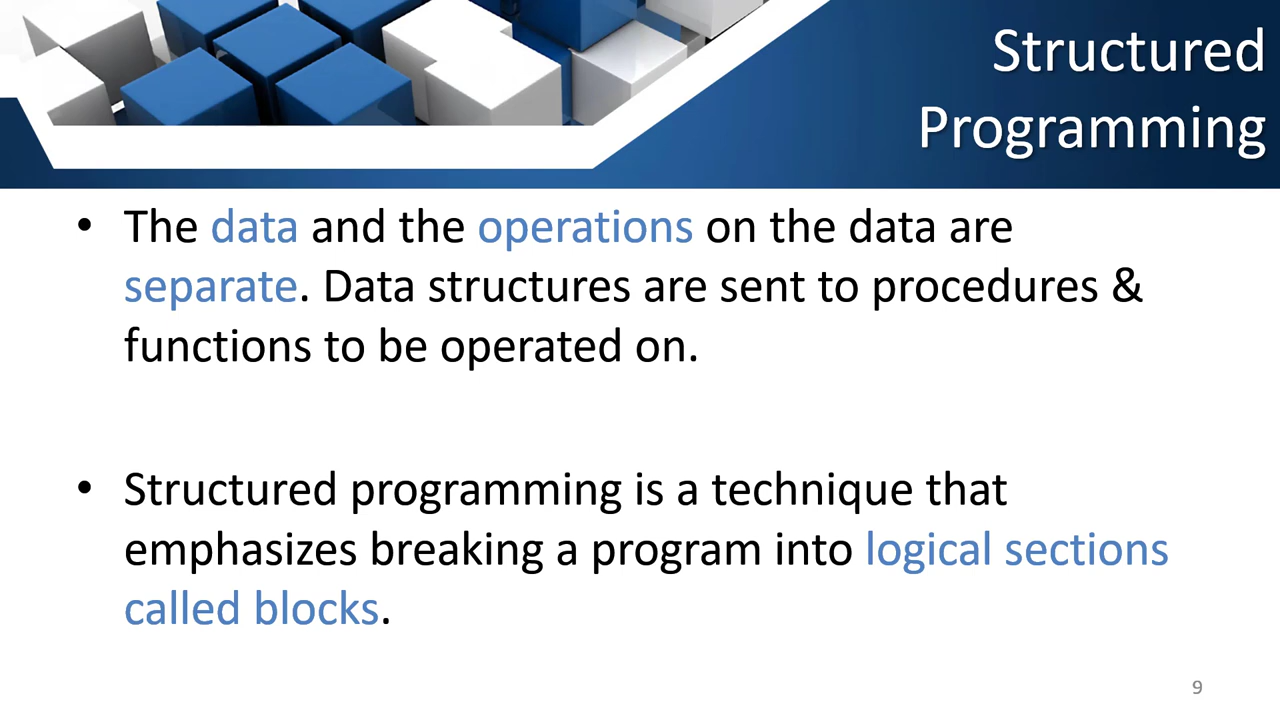 Structured
Programming
• The data and the operations on the data are
separate. Data structures are sent to procedures &
functions to be operated on.
• Structured programming is a technique that
emphasizes breaking a program into logical sections
called blocks.
9